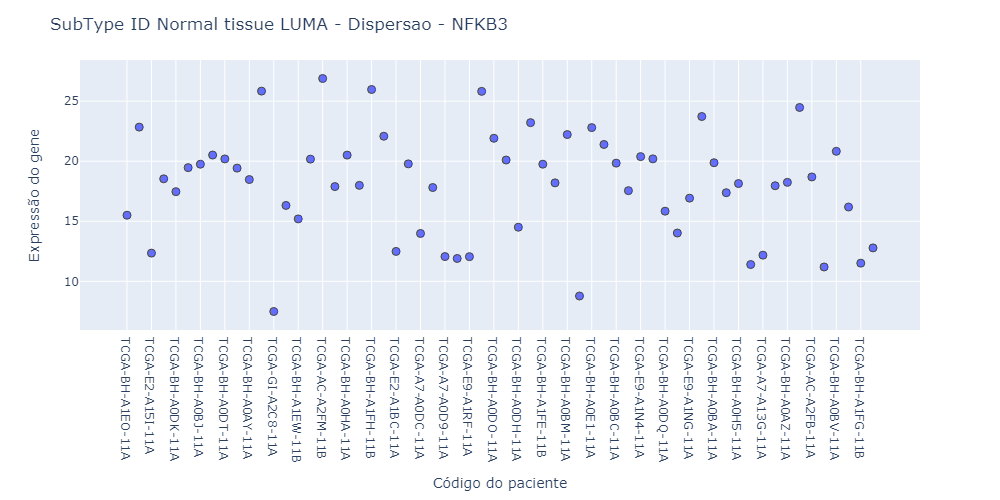 SubType ID Normal tissue LUMA - Dispersao - NFKB3
Expressão do gene
25
20
15
10
TCGA-BH-A1EO-11A
TCGA-E2-A15I-11A
TCGA-BH-A0DK-11A
TCGA-BH-A0BJ-11A
TCGA-BH-A0DT-11A
TCGA-BH-A0AY-11A
TCGA-GI-A2C8-11A
TCGA-BH-A1EW-11B
TCGA-AC-A2FM-11B
TCGA-BH-A0HA-11A
TCGA-BH-A1FH-11B
TCGA-E2-A1BC-11A
TCGA-A7-A0DC-11A
TCGA-A7-A0D9-11A
TCGA-E9-A1RF-11A
TCGA-BH-A0DO-11A
TCGA-BH-A0DH-11A
TCGA-BH-A1FE-11B
TCGA-BH-A0BM-11A
TCGA-BH-A0E1-11A
TCGA-BH-A0BC-11A
TCGA-E9-A1N4-11A
TCGA-BH-A0DQ-11A
TCGA-E9-A1NG-11A
TCGA-BH-A0BA-11A
TCGA-BH-A0H5-11A
TCGA-A7-A13G-11A
TCGA-BH-A0AZ-11A
TCGA-AC-A2FB-11A
TCGA-BH-A0BV-11A
TCGA-BH-A1FG-11B
Código do paciente